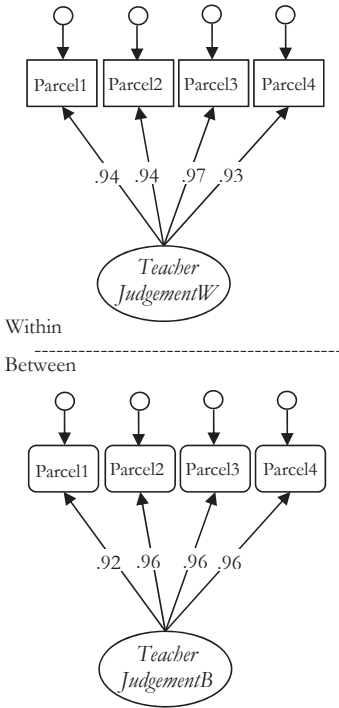 Parcel1 Parcel2 Parcel3 Parcel4
.94 .94 .97 .93
Teacher
JudgementW
Within
Between
Parcel1 Parcel2 Parcel3 Parcel4
.92 .96 .96 .96
Teacher
JudgementB